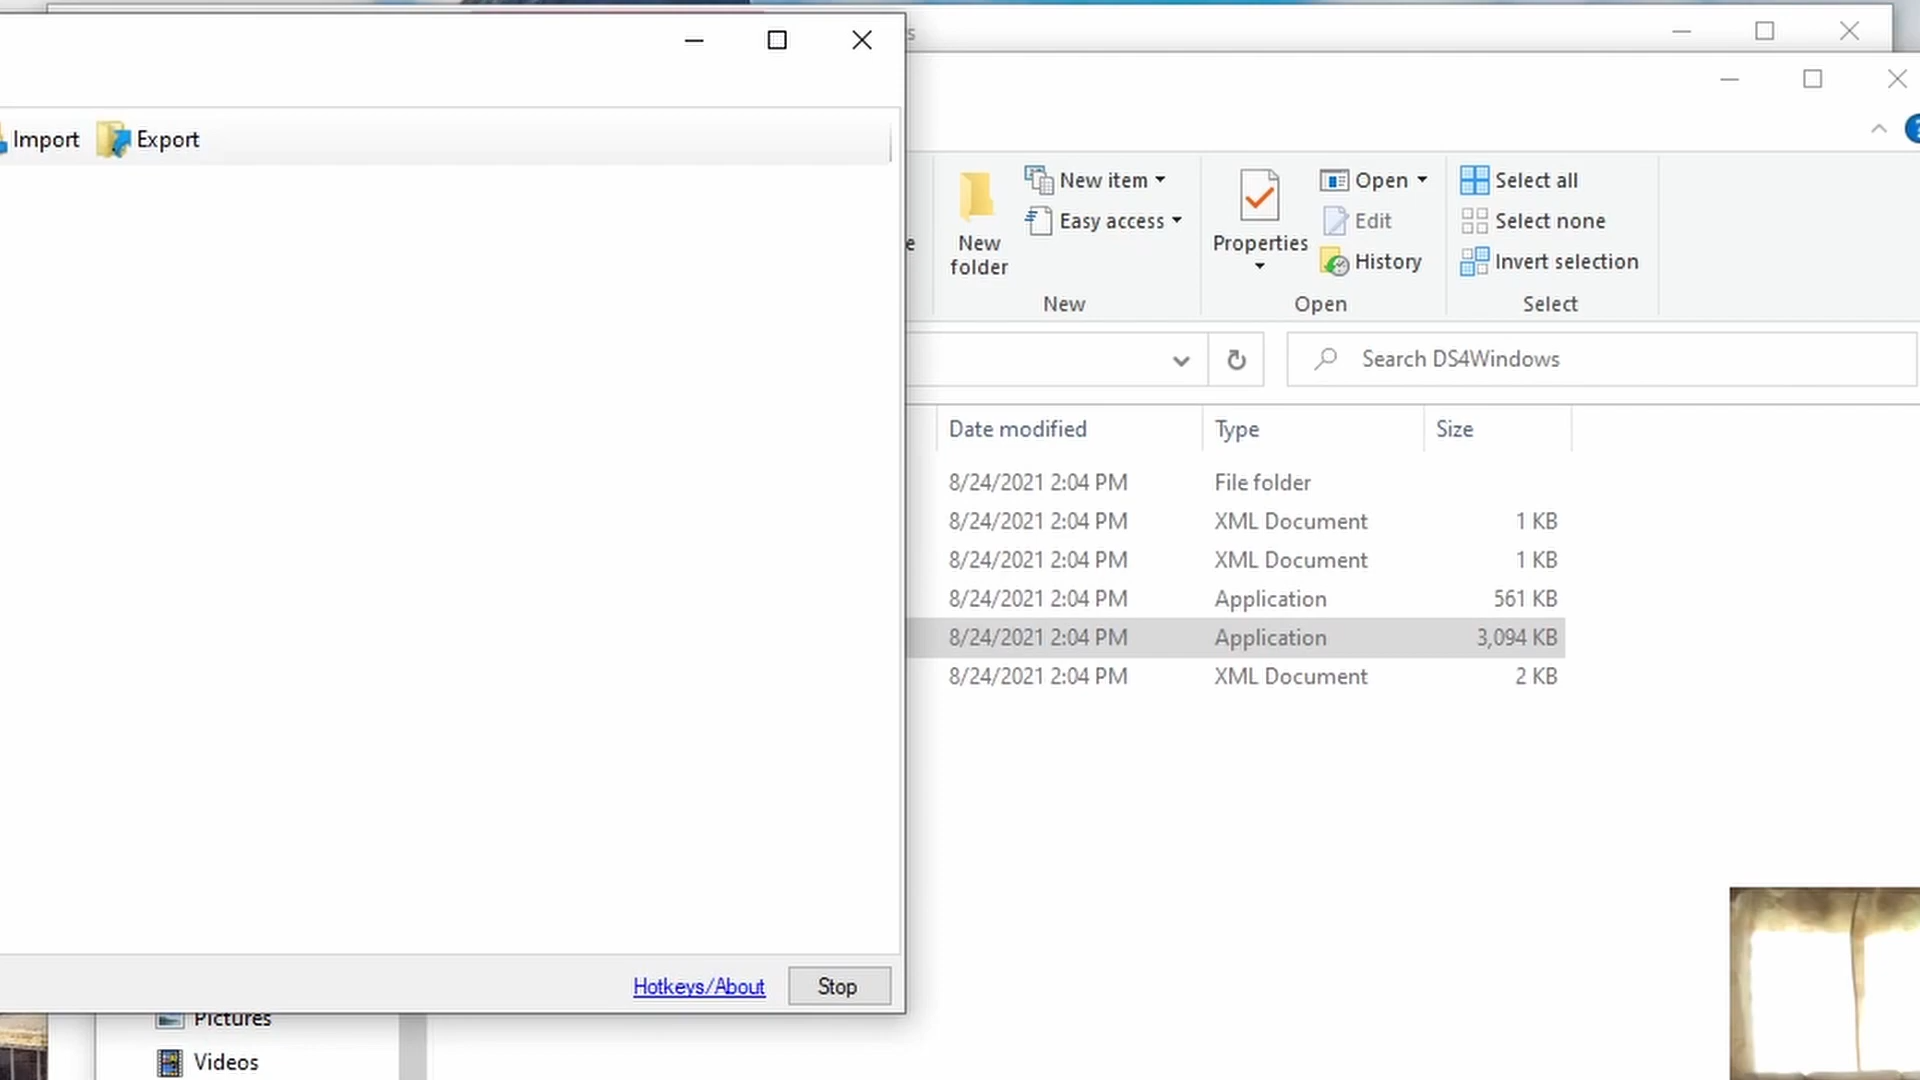 Import Export
New item
Easy access
New folder
Properties
Open
Edit
History
Select all
Select none
Invert selection
New
Open
Select
Search DS4Windows
Date modified Type Size
8/24/2021 2:04 PM File folder
8/24/2021 2:04 PM XML Document 1 KB
8/24/2021 2:04 PM XML Document 1 KB
8/24/2021 2:04 PM Application 561 KB
8/24/2021 2:04 PM Application 3,094 KB
8/24/2021 2:04 PM XML Document 2 KB
Hotkeys/About Stop
Pictures
Videos